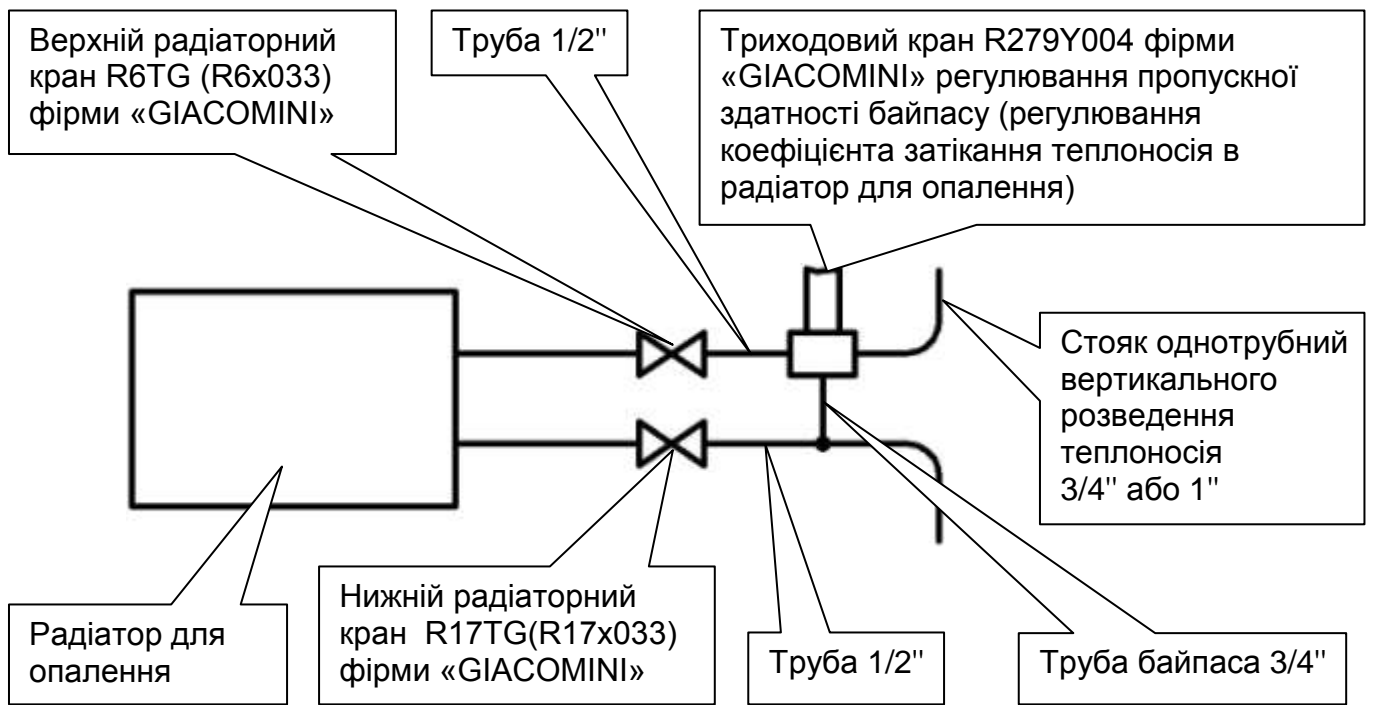 Верхній радіаторний
кран R6TG (R6x033)
фірми «GIACOMINI»
Труба 1/2"
Триходовий кран R279Y004 фірми
«GIACOMINI» регулювання пропускної
здатності байпасу (регулювання
коефіцієнта затікання теплоносія в
радіатор для опалення)
Стояк однотрубний
вертикального
розведення
теплоносія
3/4" або 1"
Радіатор для
опалення
Нижній радіаторний
кран R17TG(R17x033)
фірми «GIACOMINI»
Труба 1/2"
Труба байпаса 3/4"